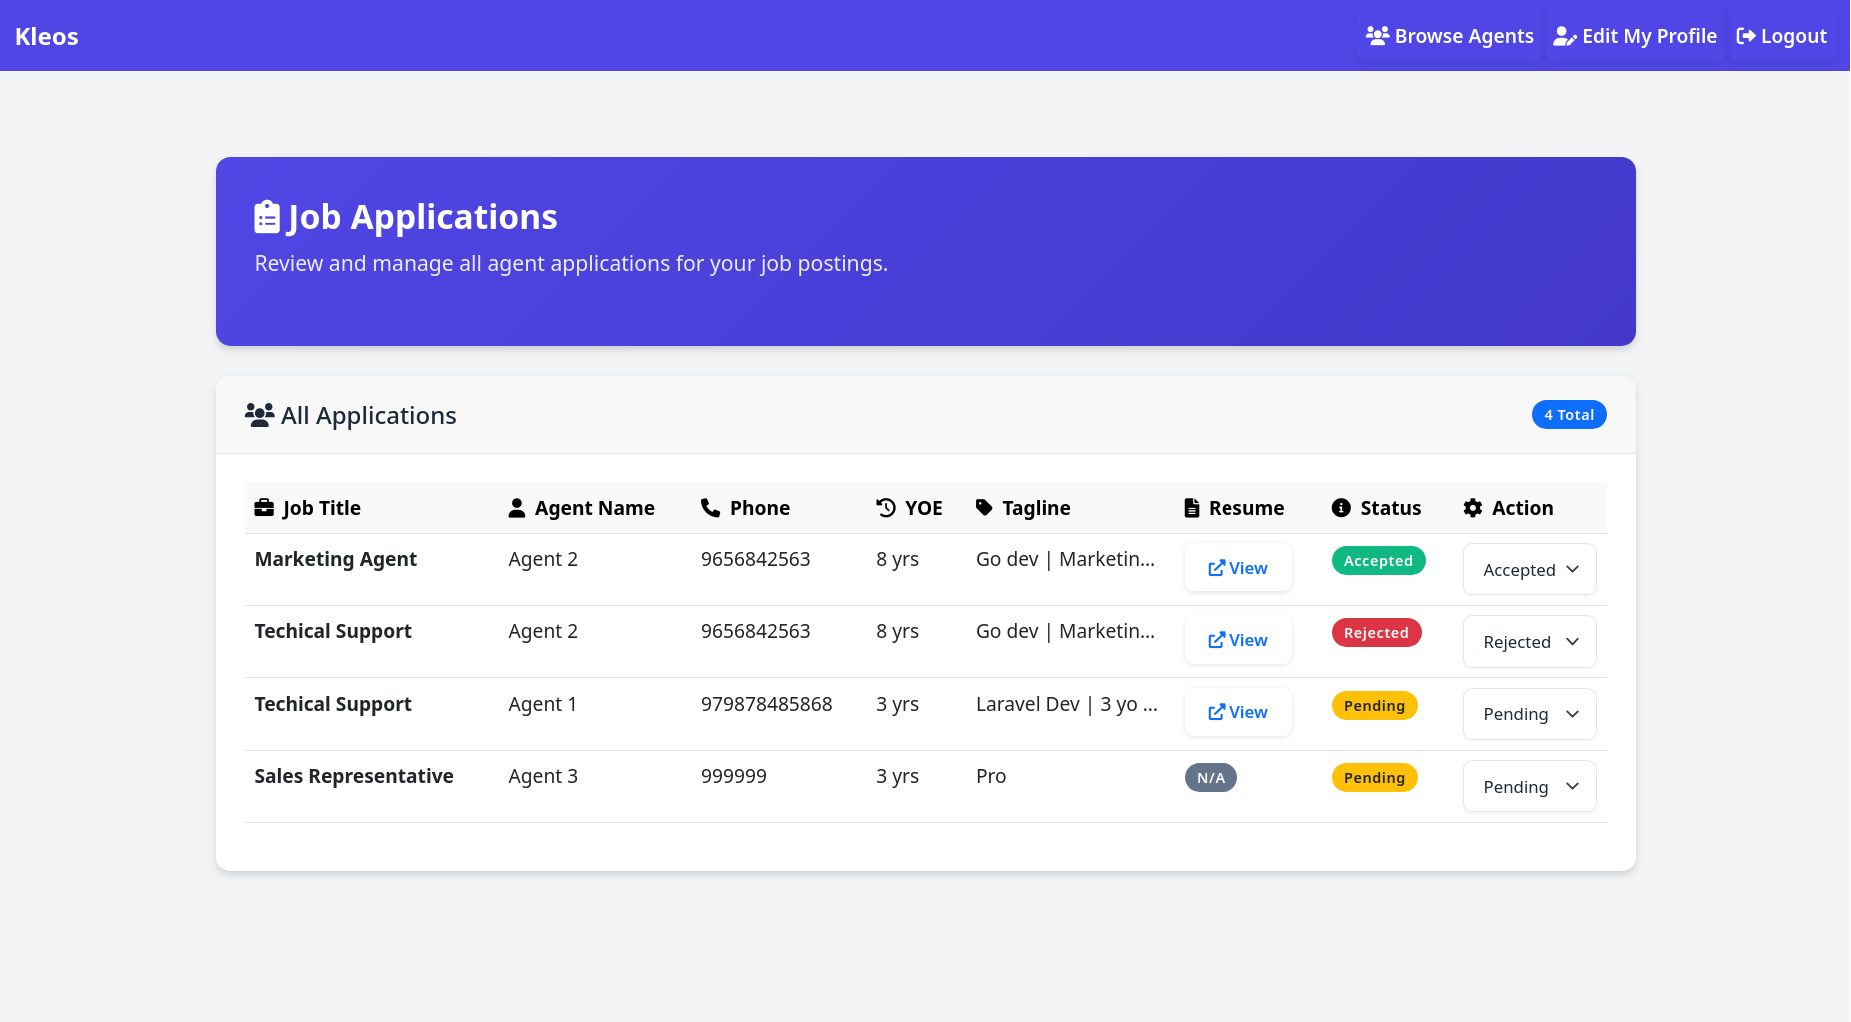 Kleos Browse Agents Edit My Profile Logout
Job Applications
Review and manage all agent applications for your job postings.
All Applications 4 Total
Job Title Agent Name Phone YOE Tagline Resume Status Action
Marketing Agent Agent 2 9656842563 8 yrs Go dev | Marketin... View Accepted Accepted
Techical Support Agent 2 9656842563 8 yrs Go dev | Marketin... View Rejected Rejected
Techical Support Agent 1 979878485868 3 yrs Laravel Dev | 3 yo ... View Pending Pending
Sales Representative Agent 3 999999 3 yrs Pro N/A Pending Pending